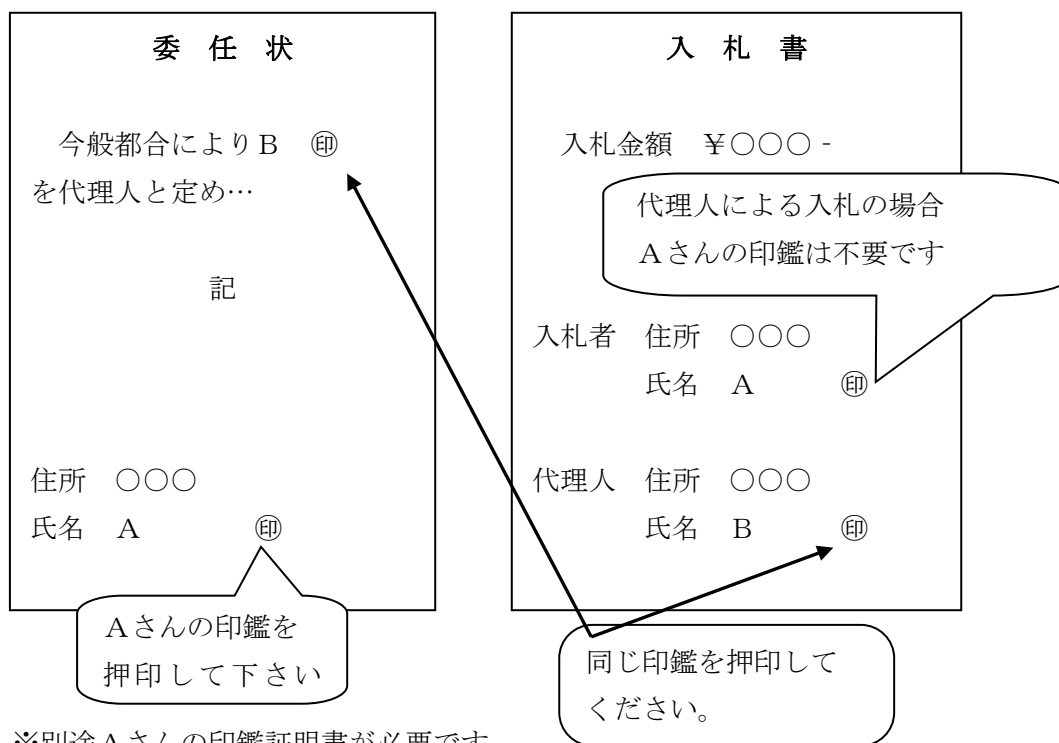 委 任 状
今般都合によりB ㊞
を代理人と定め…
記
住所 ○○○
氏名 A ㊞
Aさんの印鑑を
押印して下さい
入 札 書
入札金額 ¥○○○-
代理人による入札の場合
Aさんの印鑑は不要です
入札者 住所 ○○○
氏名 A ㊞
代理人 住所 ○○○
氏名 B ㊞
同じ印鑑を押印して
ください。
※別途Aさんの印鑑証明書が必要です